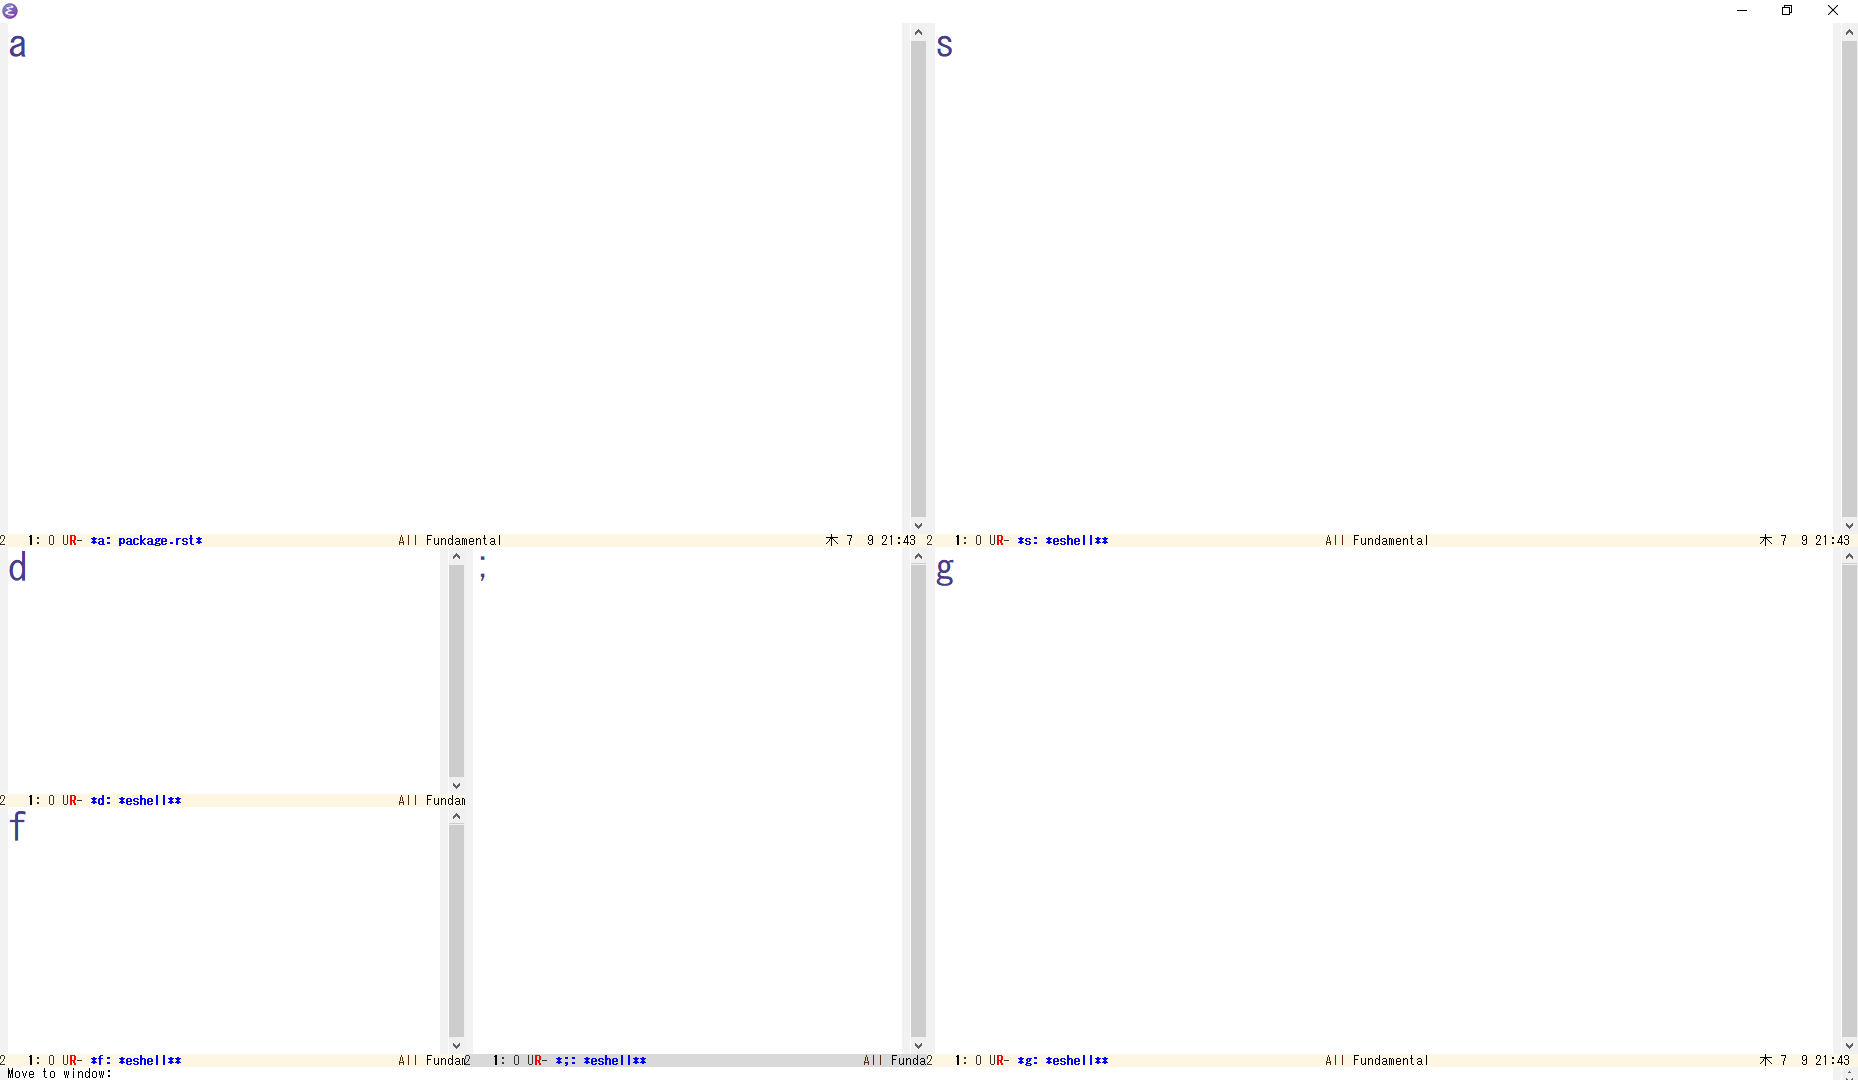 a
s
2   1: 0 UR- *a: package.rst*   All Fundamental   木 7  9 21:43
2   1: 0 UR- *s: *eshell**   All Fundamental   木 7  9 21:43
d
;
g
2   1: 0 UR- *d: *eshell**   All Fundam
f
2   1: 0 UR- *f: *eshell**   All Fundam
2   1: 0 UR- *;: *eshell**   All Funda
2   1: 0 UR- *g: *eshell**   All Fundamental   木 7  9 21:43
Move to window: